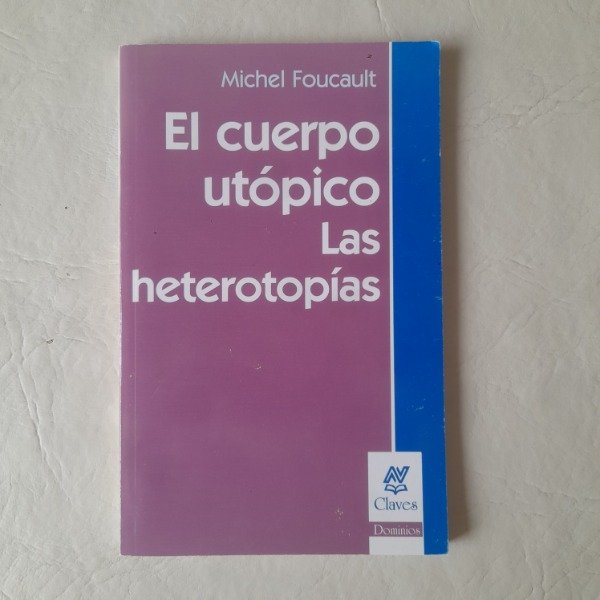 Michel Foucault
El cuerpo
utópico
Las
heterotopías
Claves
Dominios